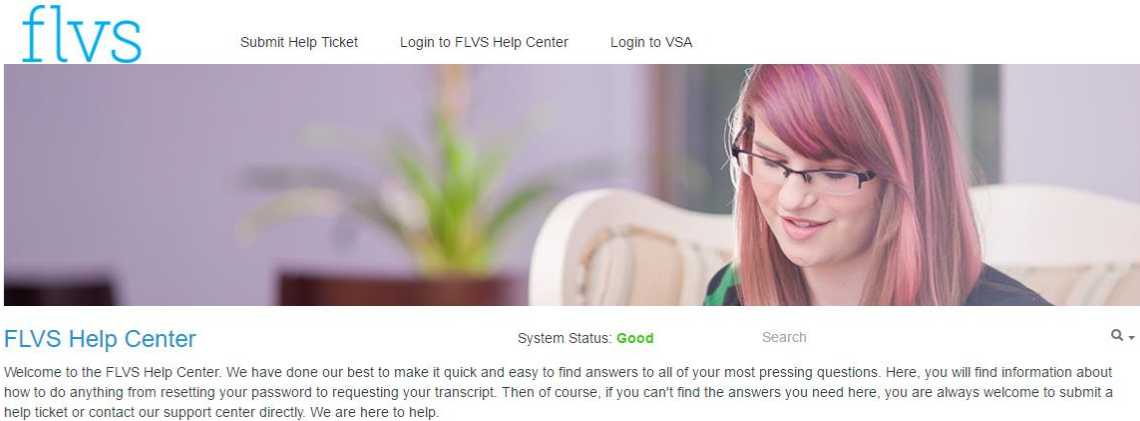 flvs
Submit Help Ticket Login to FLVS Help Center Login to VSA
FLVS Help Center System Status: Good Search
Welcome to the FLVS Help Center. We have done our best to make it quick and easy to find answers to all of your most pressing questions. Here, you will find information about
how to do anything from resetting your password to requesting your transcript. Then of course, if you can't find the answers you need here, you are always welcome to submit a
help ticket or contact our support center directly. We are here to help.